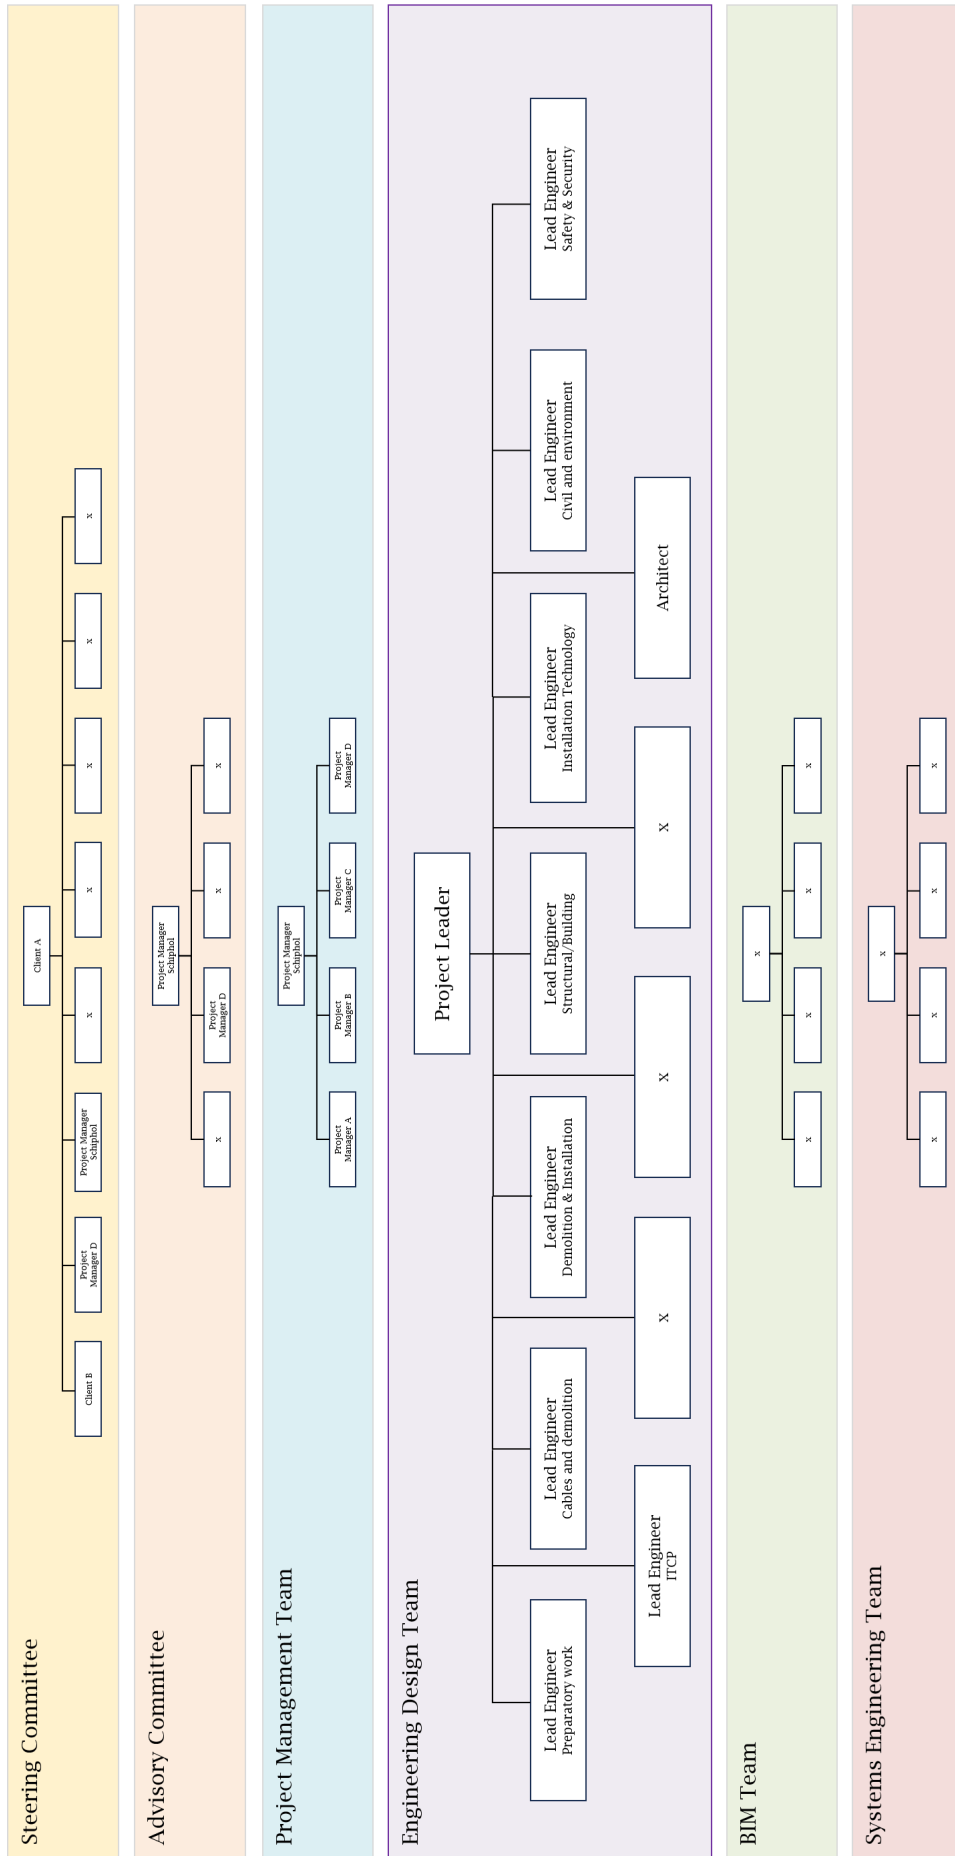 Steering Committee
Client A
Client B
Project
Manager D
Project Manager
Schiphol
x
x
x
x
x
Advisory Committee
Project Manager
Schiphol
x
Project
Manager D
x
x
Project Management Team
Project Manager
Schiphol
Project
Manager A
Project
Manager B
Project
Manager C
Project
Manager D
Engineering Design Team
Project Leader
Lead Engineer
Preparatory work
Lead Engineer
Cables and demolition
Lead Engineer
Demolition & Installation
Lead Engineer
Structural/Building
Lead Engineer
Installation Technology
Lead Engineer
Civil and environment
Lead Engineer
Safety & Security
Lead Engineer
ITCP
X
X
X
Architect
BIM Team
x
x
x
x
x
Systems Engineering Team
x
x
x
x
x